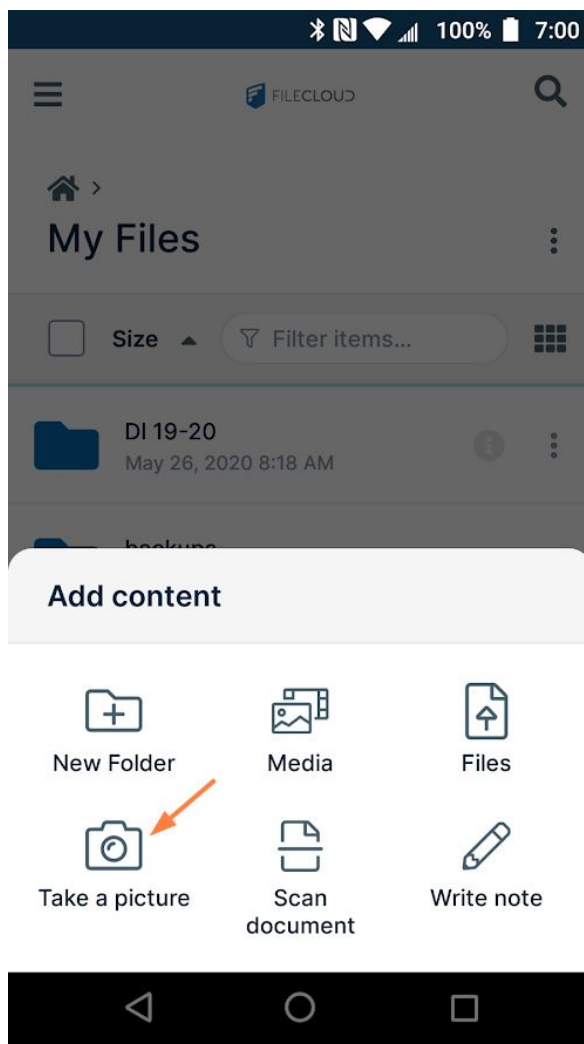 100% 7:00
FILECLOUD
My Files
Size Filter items...
DI 19-20
May 26, 2020 8:18 AM
backups
Add content
New Folder Media Files
Take a picture Scan document Write note